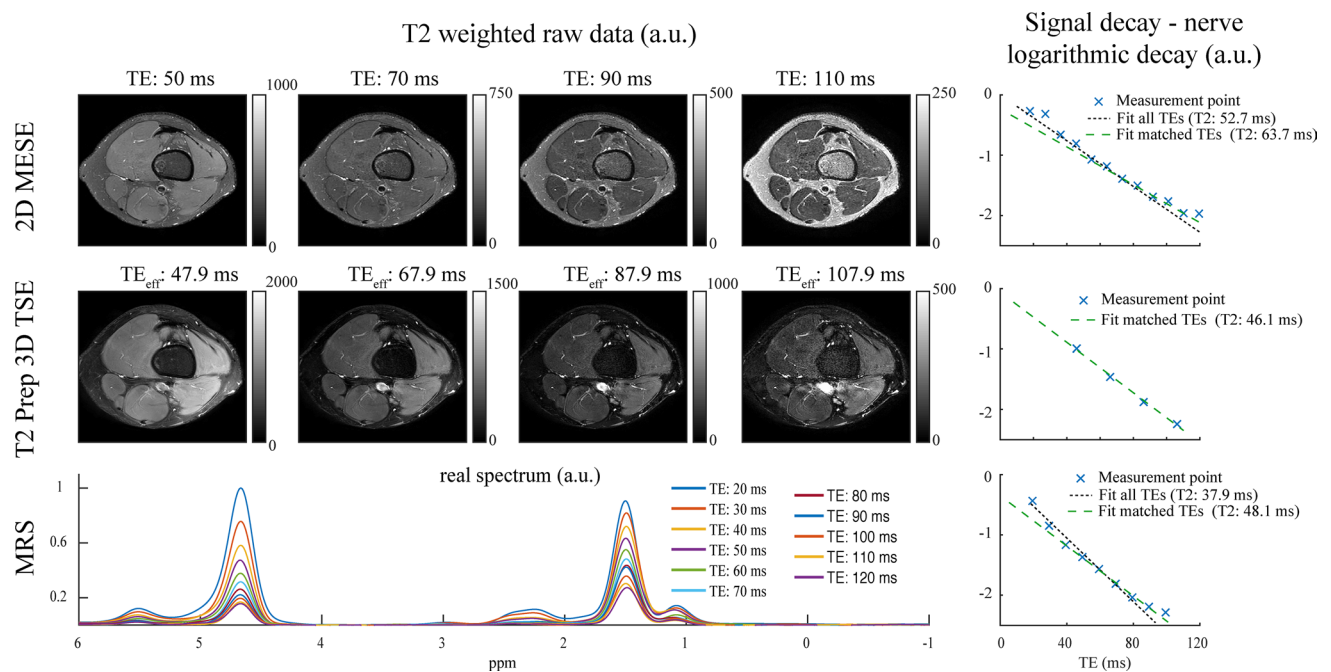 T2 weighted raw data (a.u.)
Signal decay - nerve
logarithmic decay (a.u.)
2D MESE
TE: 50 ms
TE: 70 ms
TE: 90 ms
TE: 110 ms
1000
0
750
0
500
0
250
0
0
-1
-2
Measurement point
Fit all TEs (T2: 52.7 ms)
Fit matched TEs (T2: 63.7 ms)
T2 Prep 3D TSE
TEeff: 47.9 ms
TEeff: 67.9 ms
TEeff: 87.9 ms
TEeff: 107.9 ms
2000
0
1500
0
1000
0
500
0
0
-1
-2
Measurement point
Fit matched TEs (T2: 46.1 ms)
MRS
real spectrum (a.u.)
1
0.6
0.2
TE: 20 ms
TE: 30 ms
TE: 40 ms
TE: 50 ms
TE: 60 ms
TE: 70 ms
TE: 80 ms
TE: 90 ms
TE: 100 ms
TE: 110 ms
TE: 120 ms
6 5 4 3 2 1 0 -1
ppm
0
-1
-2
Measurement point
Fit all TEs (T2: 37.9 ms)
Fit matched TEs (T2: 48.1 ms)
0 40 80 120
TE (ms)